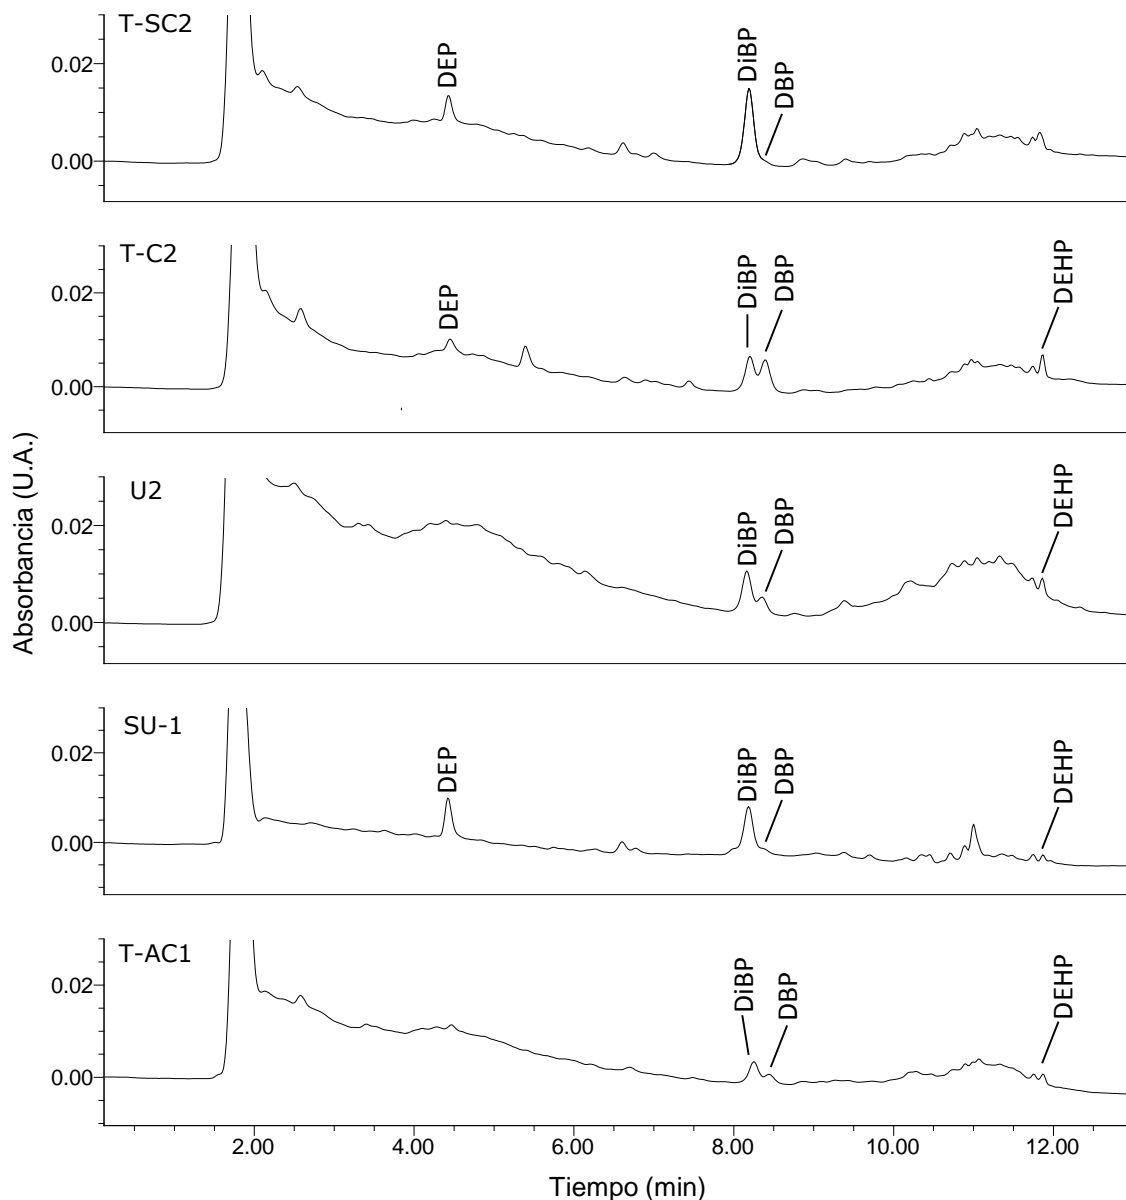 T-SC2
DEP
DiBP
DBP
0.02
0.00
T-C2
DEP
DiBP
DBP
DEHP
0.02
0.00
U2
DiBP
DBP
DEHP
0.02
0.00
Absorbancia (U.A.)
SU-1
DEP
DiBP
DBP
DEHP
0.02
0.00
T-AC1
DiBP
DBP
DEHP
0.02
0.00
2.00 4.00 6.00 8.00 10.00 12.00
Tiempo (min)